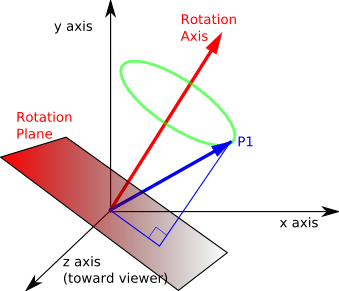 Rotation
Axis
y axis
Rotation
Plane
P1
x axis
z axis
(toward viewer)